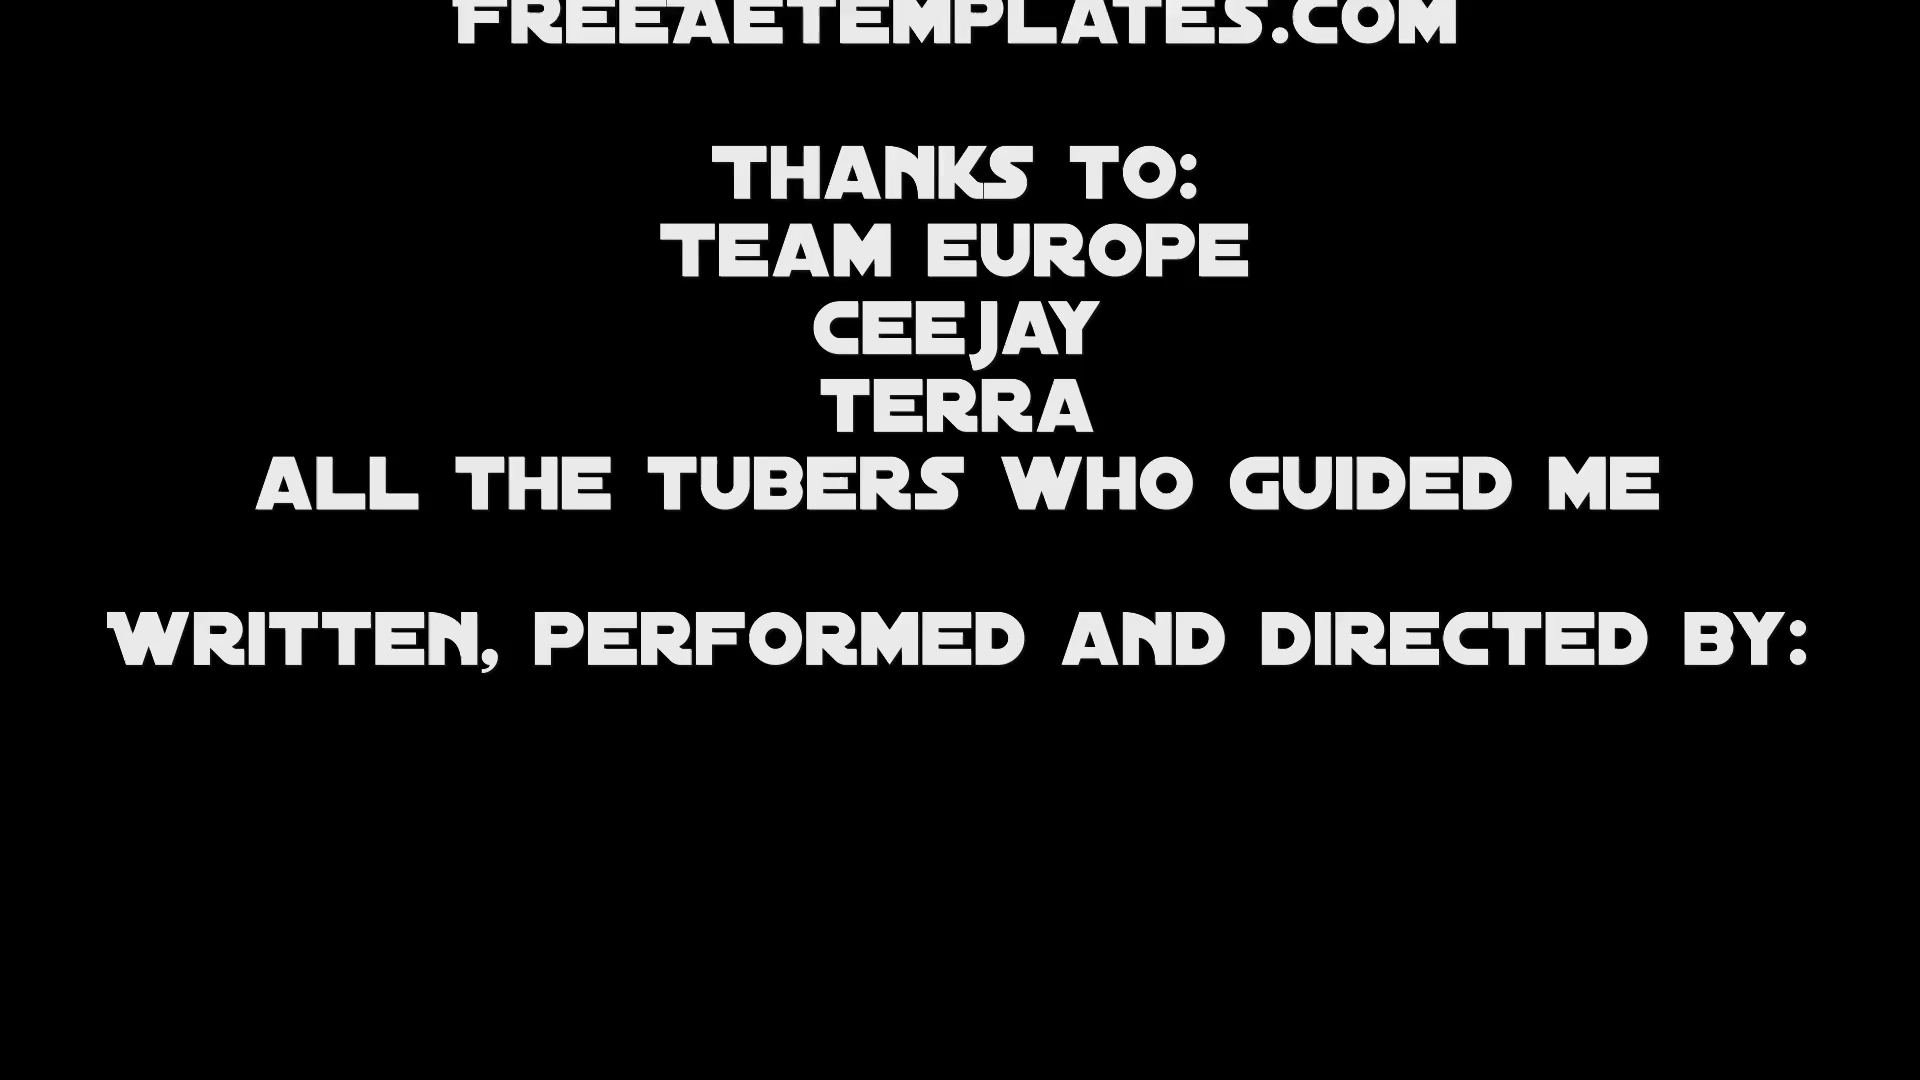 FREEAETEMPLATES.COM
THANKS TO:
TEAM EUROPE
CEEJAY
TERRA
ALL THE TUBERS WHO GUIDED ME
WRITTEN, PERFORMED AND DIRECTED BY: